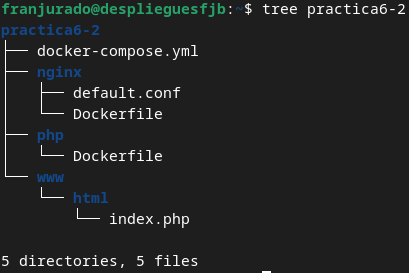 franjurado@desplieguesfjb:~$ tree practica6-2
practica6-2
├── docker-compose.yml
├── nginx
│   ├── default.conf
│   └── Dockerfile
├── php
│   └── Dockerfile
└── www
    └── html
        └── index.php

5 directories, 5 files